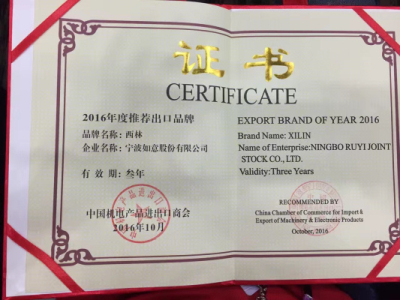 证书
CERTIFICATE
2016年度推荐出口品牌
品牌名称：西林
企业名称：宁波如意股份有限公司
有效期：叁年
中国机电产品进出口商会
2016年10月
EXPORT BRAND OF YEAR 2016
Brand Name: XILIN
Name of Enterprise:NINGBO RUYI JOINT
STOCK CO., LTD.
Validity:Three Years
RECOMMENDED BY
China Chamber of Commerce for Import &
Export of Machinery & Electronic Products
October, 2016